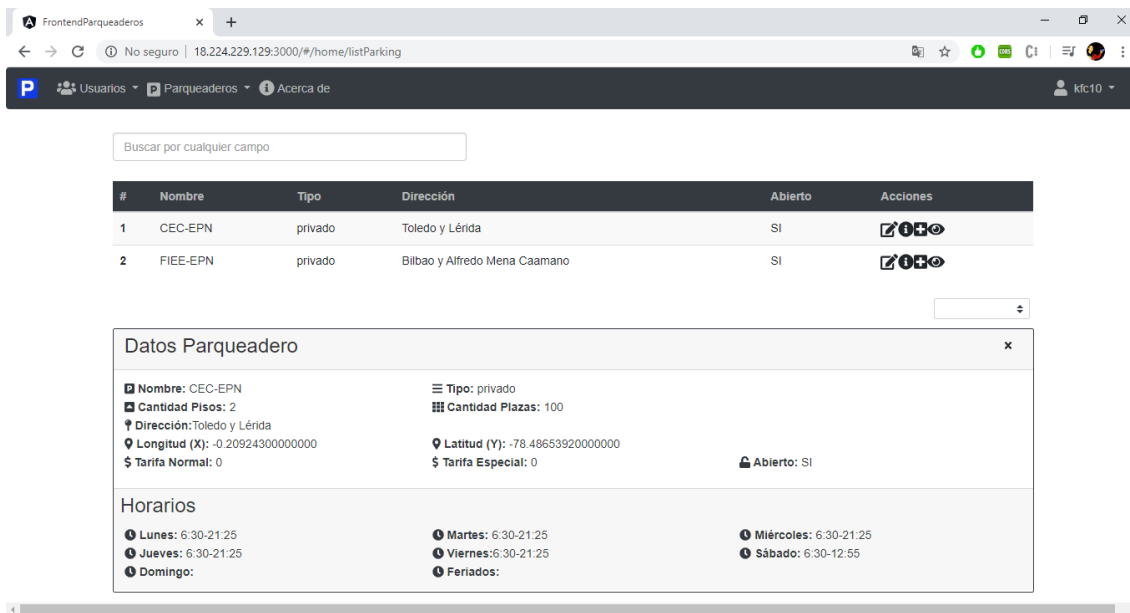 FrontendParqueaderos
No seguro | 18.224.229.129:3000/#/home/listParking
P Usuarios P Parqueaderos Acerca de kfc10
Buscar por cualquier campo
# Nombre Tipo Dirección Abierto Acciones
1 CEC-EPN privado Toledo y Lérida SI
2 FIEE-EPN privado Bilbao y Alfredo Mena Caamano SI
Datos Parqueadero
Nombre: CEC-EPN Tipo: privado
Cantidad Pisos: 2 Cantidad Plazas: 100
Dirección:Toledo y Lérida
Longitud (X): -0.20924300000000 Latitud (Y): -78.48653920000000
$ Tarifa Normal: 0 $ Tarifa Especial: 0 Abierto: SI
Horarios
Lunes: 6:30-21:25 Martes: 6:30-21:25 Miércoles: 6:30-21:25
Jueves: 6:30-21:25 Viernes:6:30-21:25 Sábado: 6:30-12:55
Domingo: Feriados: